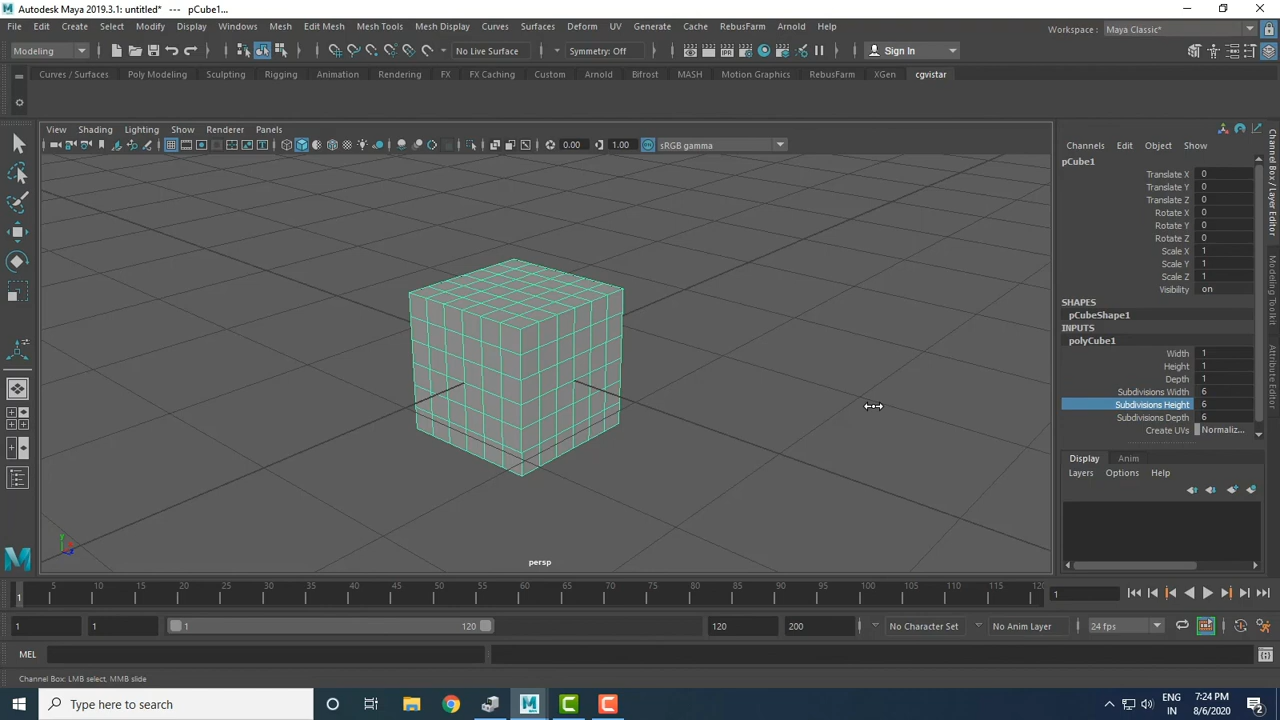 Autodesk Maya 2019.3.1: untitled* --- pCube1...
File Edit Create Select Modify Display Windows Mesh Edit Mesh Mesh Tools Mesh Display Curves Surfaces Deform UV Generate Cache RebusFarm Arnold Help
Workspace: Maya Classic*
Modeling No Live Surface Symmetry: Off Sign In
Curves / Surfaces Poly Modeling Sculpting Rigging Animation Rendering FX FX Caching Custom Arnold Bifrost MASH Motion Graphics RebusFarm XGen cgvistar
View Shading Lighting Show Renderer Panels
0.00 1.00 sRGB gamma
Channels Edit Object Show
pCube1
Translate X 0
Translate Y 0
Translate Z 0
Rotate X 0
Rotate Y 0
Rotate Z 0
Scale X 1
Scale Y 1
Scale Z 1
Visibility on
SHAPES
pCubeShape1
INPUTS
polyCube1
Width 1
Height 1
Depth 1
Subdivisions Width 6
Subdivisions Height 6
Subdivisions Depth 6
Create UVs Normaliz...
Channel Box / Layer Editor
Modeling Toolkit
Attribute Editor
Display Anim
Layers Options Help
Y
persp
1 5 10 15 20 25 30 35 40 45 50 55 60 65 70 75 80 85 90 95 100 105 110 115 120 1
1 1 1 120 120 200 No Character Set No Anim Layer 24 fps
MEL
Channel Box: LMB select, MMB slide
Type here to search
ENG
IN
7:24 PM
8/6/2020
2